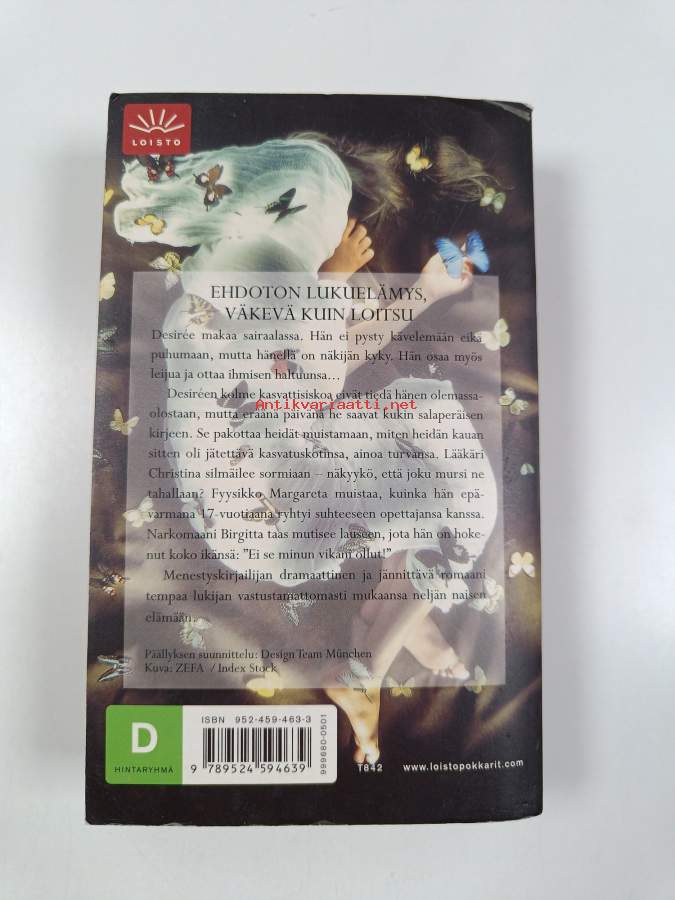 LOISTO
EHDOTON LUKUELÄMYS,
VÄKEVÄ KUIN LOITSU
Desirée makaa sairaalassa. Hän ei pysty kävelemään eikä
puhumaan, mutta hänellä on näkijän kyky. Hän osaa myös
leijua ja ottaa ihmisen haltuunsa...
Desiréen kolme kasvattisiskoa eivät tiedä hänen olemassa-
olostaan, mutta eräänä päivänä he saavat kukin salaperäisen
Antikvariaatti.net
kirjeen. Se pakottaa heidät muistamaan, miten heidän kauan
sitten oli jätettävä kasvatuskotinsa, ainoa turvansa. Lääkäri
Christina silmäilee sormiaan – näkyykö, että joku mursi ne
tahallaan? Fyysikko Margareta muistaa, kuinka hän epä-
varmana 17-vuotiaana ryhtyi suhteeseen opettajansa kanssa.
Narkomaani Birgitta taas mutisee lauseen, jota hän on hoke-
nut koko ikänsä: ”Ei se minun vikani ollut!”
Menestyskirjailijan dramaattinen ja jännittävä romaani
tempaa lukijan vastustamattomasti mukaansa neljän naisen
elämään.
Päällyksen suunnittelu: Design Team München
Kuva: ZEFA / Index Stock
D
HINTARYHMÄ
ISBN 952-459-463-3
9 789524 594639
999680-0501
T842
www.loistopokkarit.com